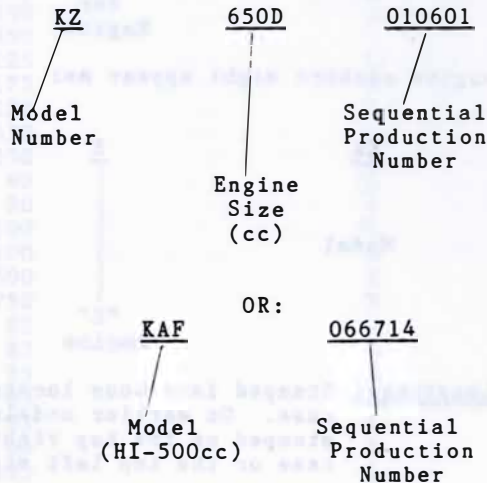 KZ 650D 010601
Model Number
Engine Size (cc)
Sequential Production Number
OR:
KAF 066714
Model (HI-500cc)
Sequential Production Number